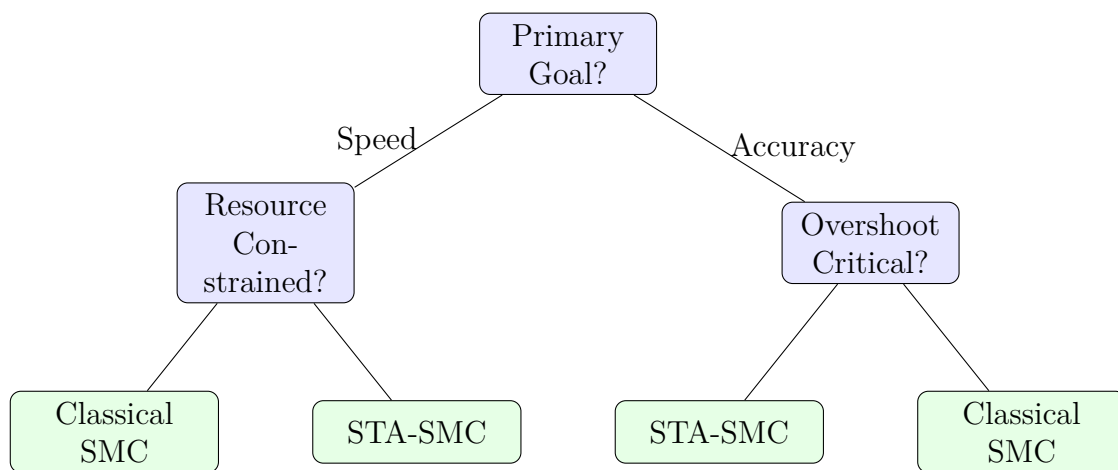 Primary
Goal?
Speed
Accuracy
Resource
Con-
strained?
Overshoot
Critical?
Classical
SMC
STA-SMC
STA-SMC
Classical
SMC